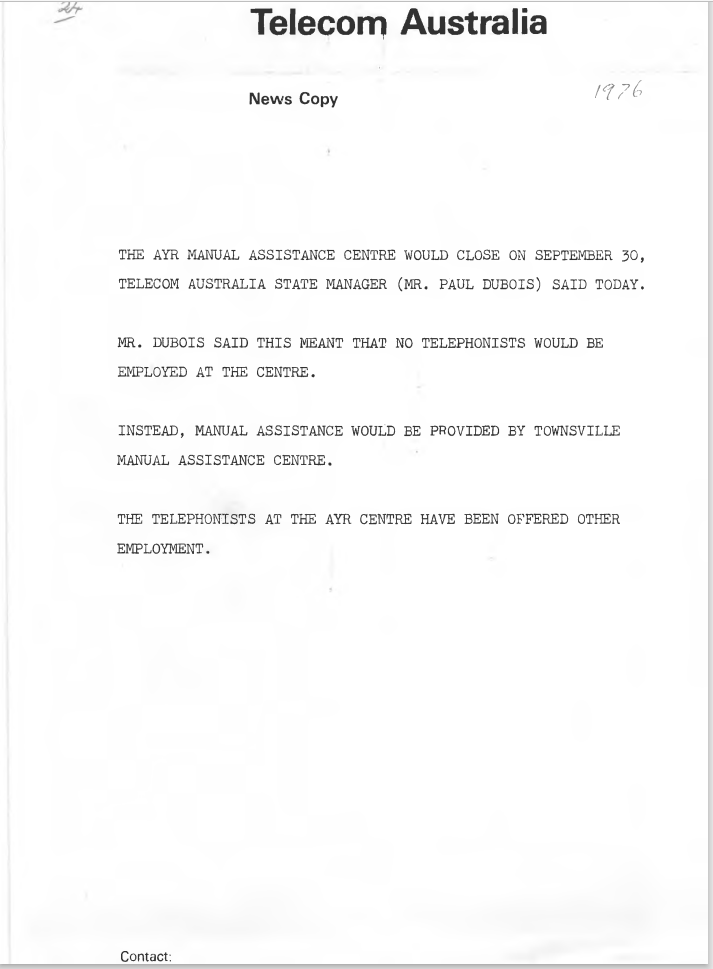 24
Telecom Australia
News Copy
1976
THE AYR MANUAL ASSISTANCE CENTRE WOULD CLOSE ON SEPTEMBER 30,
TELECOM AUSTRALIA STATE MANAGER (MR. PAUL DUBOIS) SAID TODAY.
MR. DUBOIS SAID THIS MEANT THAT NO TELEPHONISTS WOULD BE
EMPLOYED AT THE CENTRE.
INSTEAD, MANUAL ASSISTANCE WOULD BE PROVIDED BY TOWNSVILLE
MANUAL ASSISTANCE CENTRE.
THE TELEPHONISTS AT THE AYR CENTRE HAVE BEEN OFFERED OTHER
EMPLOYMENT.
Contact: